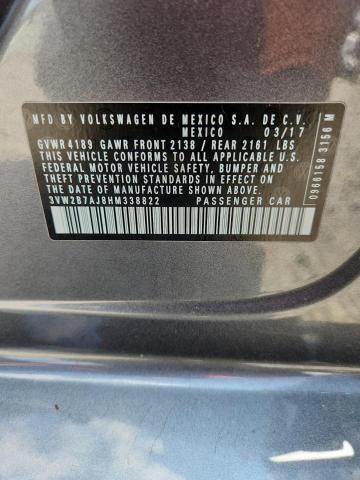 MFD BY VOLKSWAGEN DE MEXICO S.A. DE C.V.
MEXICO 03/17
GVWR 4189 GAWR FRONT 2138 / REAR 2161 LBS
THIS VEHICLE CONFORMS TO ALL APPLICABLE U.S.
FEDERAL MOTOR VEHICLE SAFETY, BUMPER AND
THEFT PREVENTION STANDARDS IN EFFECT ON
THE DATE OF MANUFACTURE SHOWN ABOVE.
3VW2B7AJ8HM338822 PASSENGER CAR
0966158 3156 M